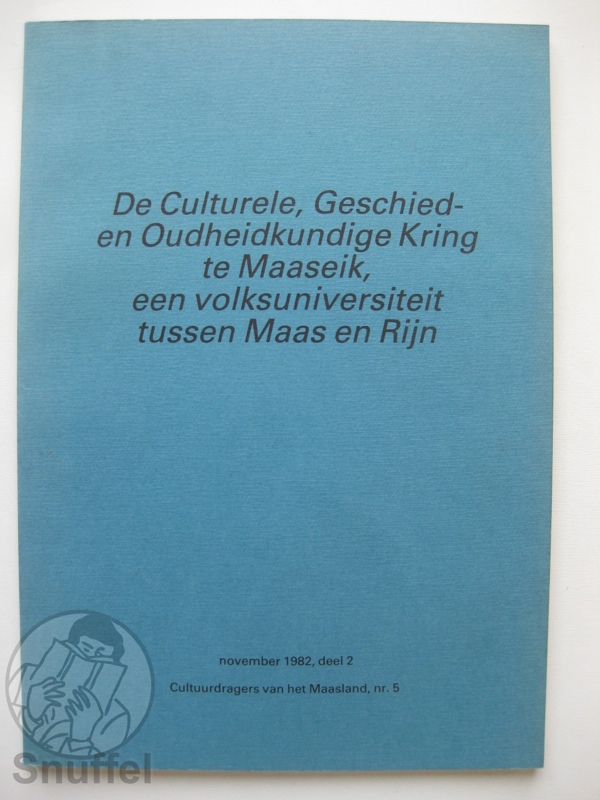 De Culturele, Geschied-
en Oudheidkundige Kring
te Maaseik,
een volksuniversiteit
tussen Maas en Rijn
november 1982, deel 2
Cultuurdragers van het Maasland, nr. 5
Snuffel